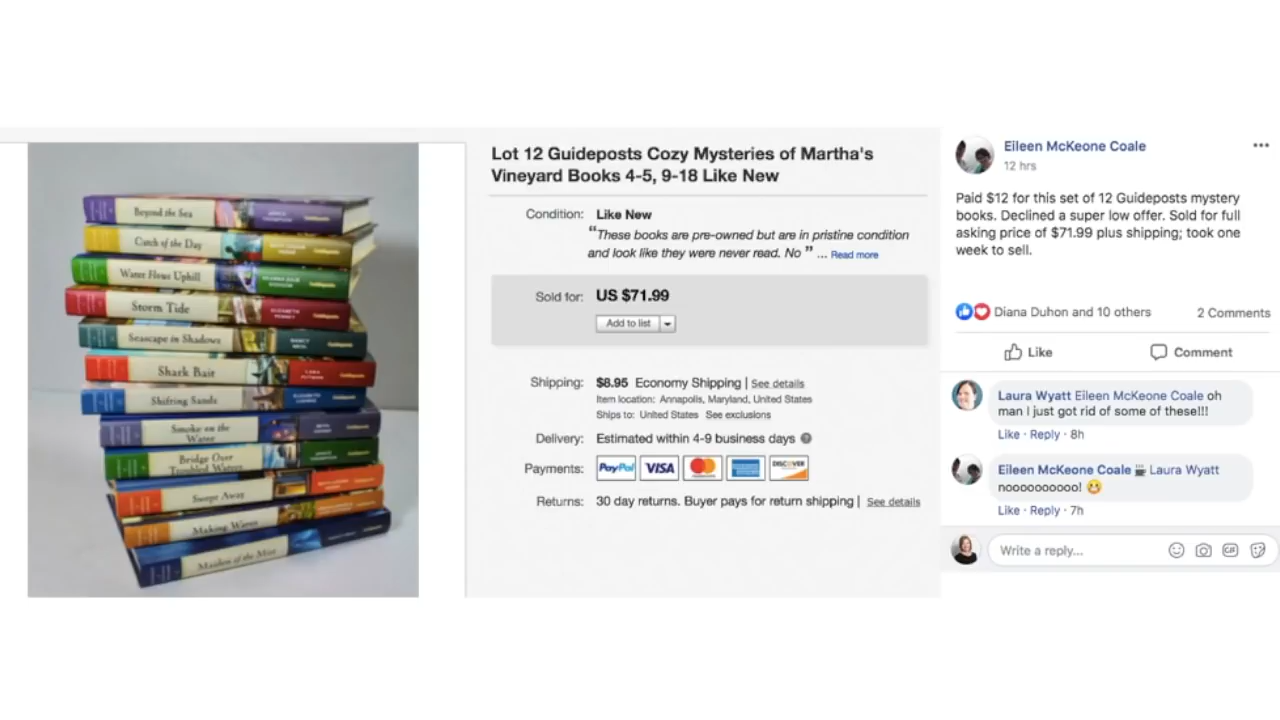 Beyond the Sea
Catch of the Day
Water Flows Uphill
Storm Tide
Seascape in Shadows
Shark Bait
Shifting Sands
Smoke on the
Water
Bridge Over
Troubled Waters
Swept Away
Making Waves
Maiden of the Mist
Lot 12 Guideposts Cozy Mysteries of Martha's
Vineyard Books 4-5, 9-18 Like New
Condition: Like New
“These books are pre-owned but are in pristine condition
and look like they were never read. No ” ... Read more
Sold for: US $71.99
Add to list
Shipping: $8.95 Economy Shipping | See details
Item location: Annapolis, Maryland, United States
Ships to: United States See exclusions
Delivery: Estimated within 4-9 business days ?
Payments: PayPal VISA MasterCard DISCOVER
Returns: 30 day returns. Buyer pays for return shipping | See details
Eileen McKeone Coale
12 hrs
Paid $12 for this set of 12 Guideposts mystery
books. Declined a super low offer. Sold for full
asking price of $71.99 plus shipping; took one
week to sell.
Diana Duhon and 10 others 2 Comments
Like Comment
Laura Wyatt Eileen McKeone Coale oh
man I just got rid of some of these!!!
Like · Reply · 8h
Eileen McKeone Coale Laura Wyatt
noooooooooo! 😀
Like · Reply · 7h
Write a reply...
GIF